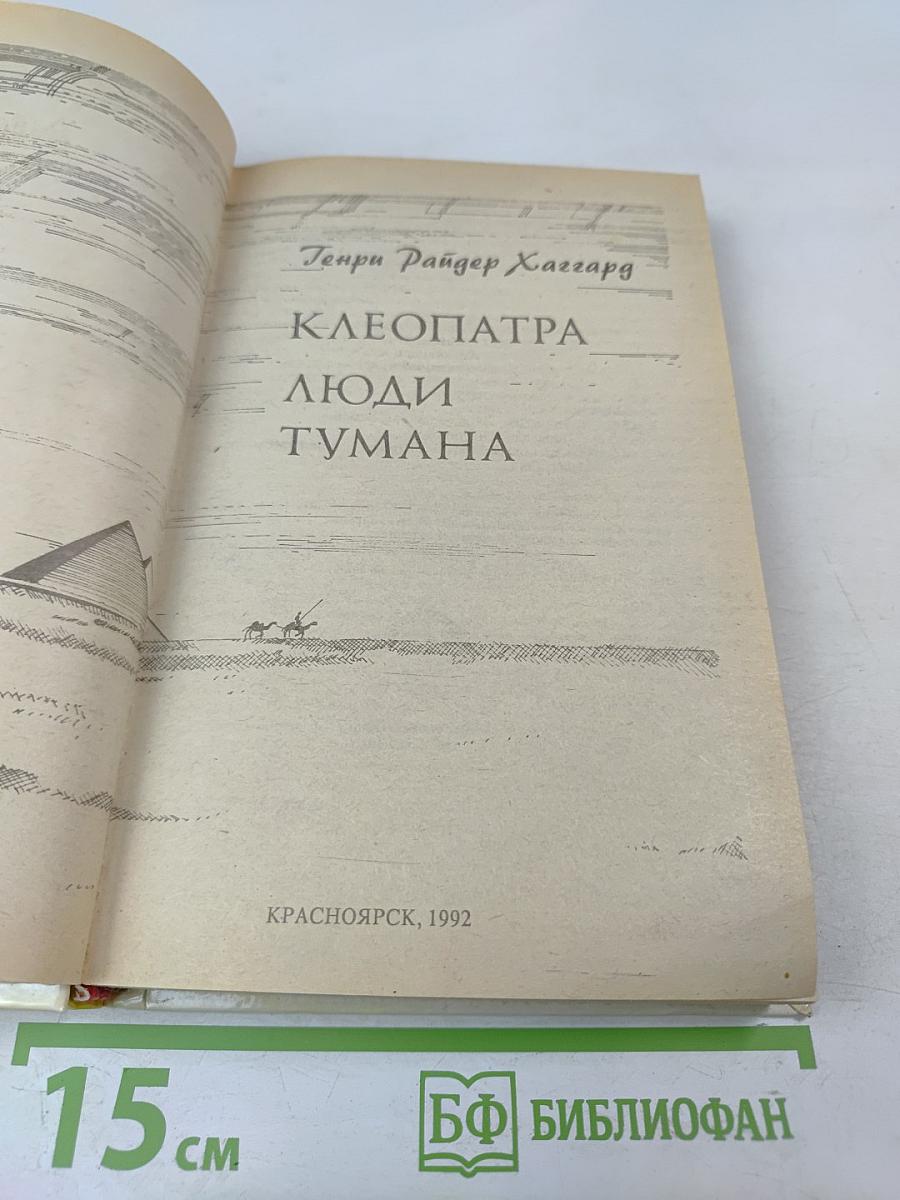 Генри Райдер Хаггард
КЛЕОПАТРА
ЛЮДИ
ТУМАНА
КРАСНОЯРСК, 1992
15 см
БФ БИБЛИОФАН